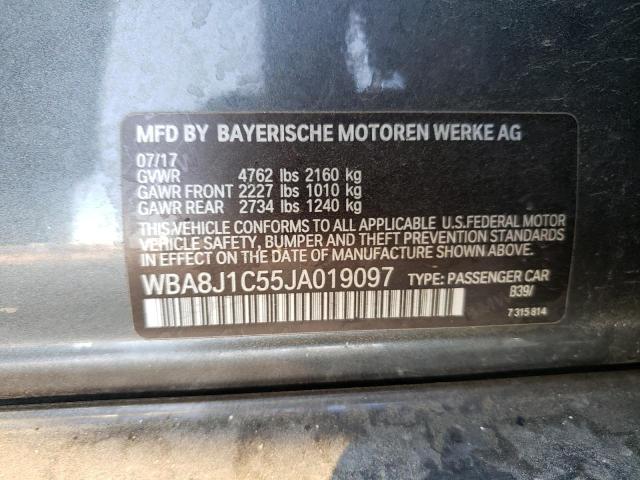 MFD BY BAYERISCHE MOTOREN WERKE AG
07/17
GVWR 4762 lbs 2160 kg
GAWR FRONT 2227 lbs 1010 kg
GAWR REAR 2734 lbs 1240 kg
THIS VEHICLE CONFORMS TO ALL APPLICABLE U.S.FEDERAL MOTOR
VEHICLE SAFETY, BUMPER AND THEFT PREVENTION STANDARDS
IN EFFECT ON THE DATE OF MANUFACTURE SHOWN ABOVE.
WBA8J1C55JA019097 TYPE: PASSENGER CAR
B39/
7 315 814